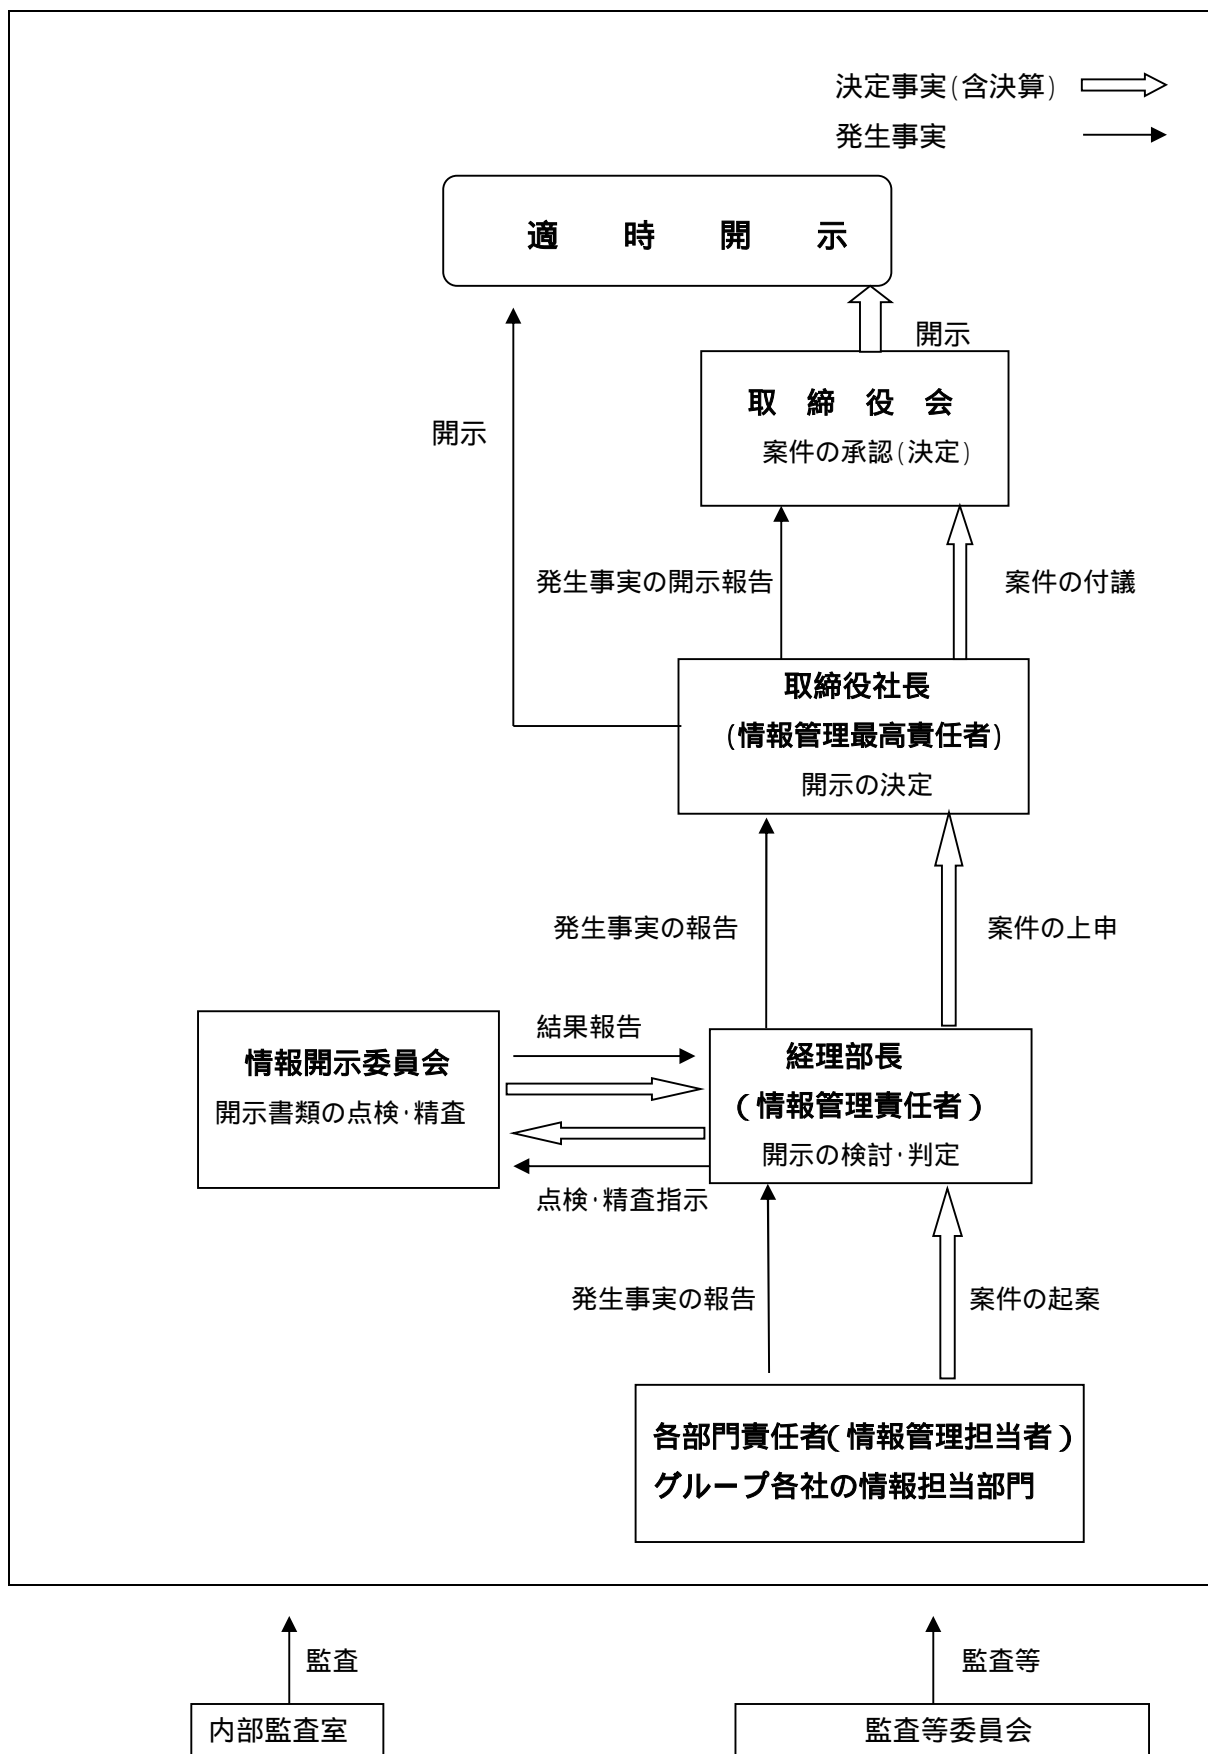 決定事実(含決算)
発生事実
適　時　開　示
開示
取　締　役　会
開示
案件の承認(決定)
発生事実の開示報告
案件の付議
取締役社長
(情報管理最高責任者)
開示の決定
発生事実の報告
案件の上申
結果報告
情報開示委員会
開示書類の点検･精査
経理部長
(情報管理責任者)
開示の検討･判定
点検･精査指示
発生事実の報告
案件の起案
各部門責任者(情報管理担当者)
グループ各社の情報担当部門
監査
監査等
内部監査室
監査等委員会